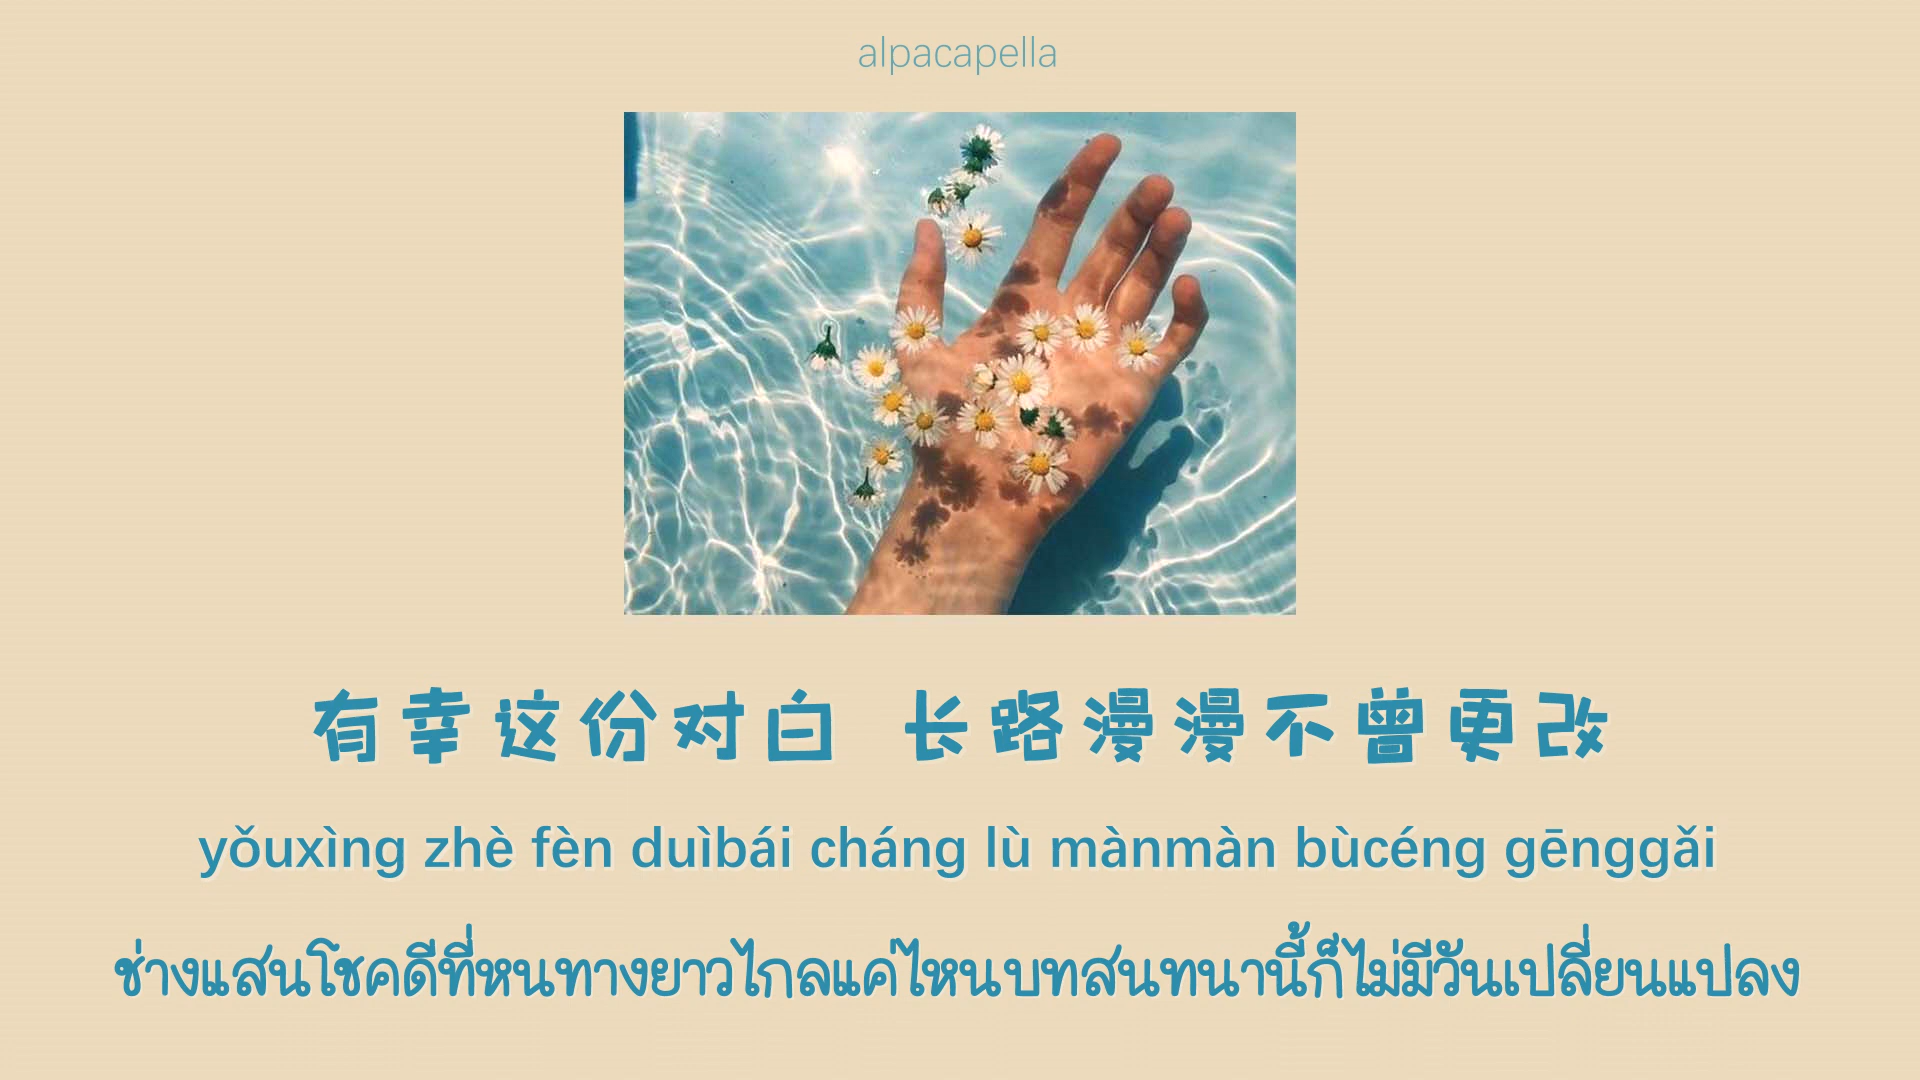 alpacapella
有幸这份对白 长路漫漫不曾更改
yǒuxìng zhè fèn duìbái cháng lù mànmàn bùcéng gēnggǎi
ช่างแสนโชคดีที่หนทางยาวไกลแค่ไหนบทสนทนานี้ก็ไม่มีวันเปลี่ยนแปลง